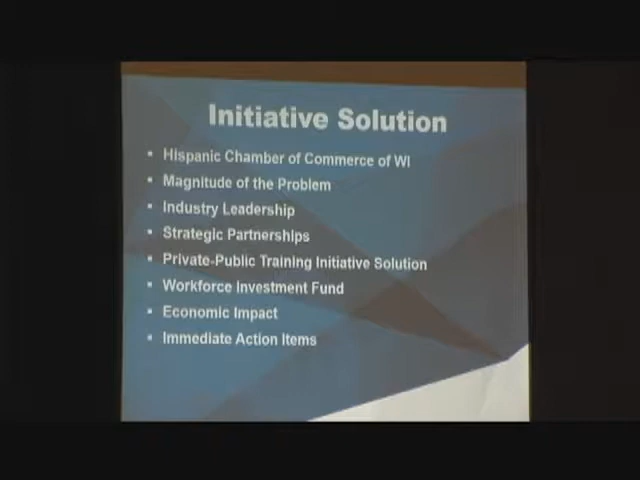 Initiative Solution
▪ Hispanic Chamber of Commerce of WI
▪ Magnitude of the Problem
▪ Industry Leadership
▪ Strategic Partnerships
▪ Private-Public Training Initiative Solution
▪ Workforce Investment Fund
▪ Economic Impact
▪ Immediate Action Items